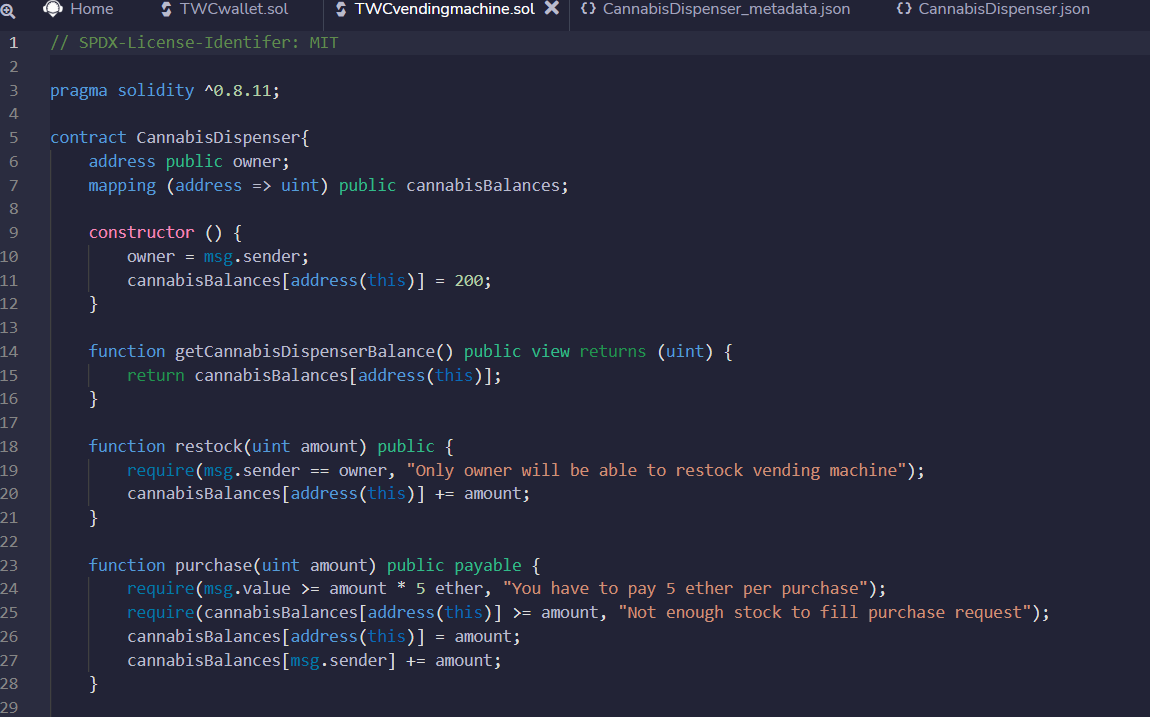 Home TWCwallet.sol TWCvendingmachine.sol CannabisDispenser_metadata.json CannabisDispenser.json
1 // SPDX-License-Identifer: MIT
2
3 pragma solidity ^0.8.11;
4
5 contract CannabisDispenser{
6 address public owner;
7 mapping (address => uint) public cannabisBalances;
8
9 constructor () {
10 owner = msg.sender;
11 cannabisBalances[address(this)] = 200;
12 }
13
14 function getCannabisDispenserBalance() public view returns (uint) {
15 return cannabisBalances[address(this)];
16 }
17
18 function restock(uint amount) public {
19 require(msg.sender == owner, "Only owner will be able to restock vending machine");
20 cannabisBalances[address(this)] += amount;
21 }
22
23 function purchase(uint amount) public payable {
24 require(msg.value >= amount * 5 ether, "You have to pay 5 ether per purchase");
25 require(cannabisBalances[address(this)] >= amount, "Not enough stock to fill purchase request");
26 cannabisBalances[address(this)] = amount;
27 cannabisBalances[msg.sender] += amount;
28 }
29